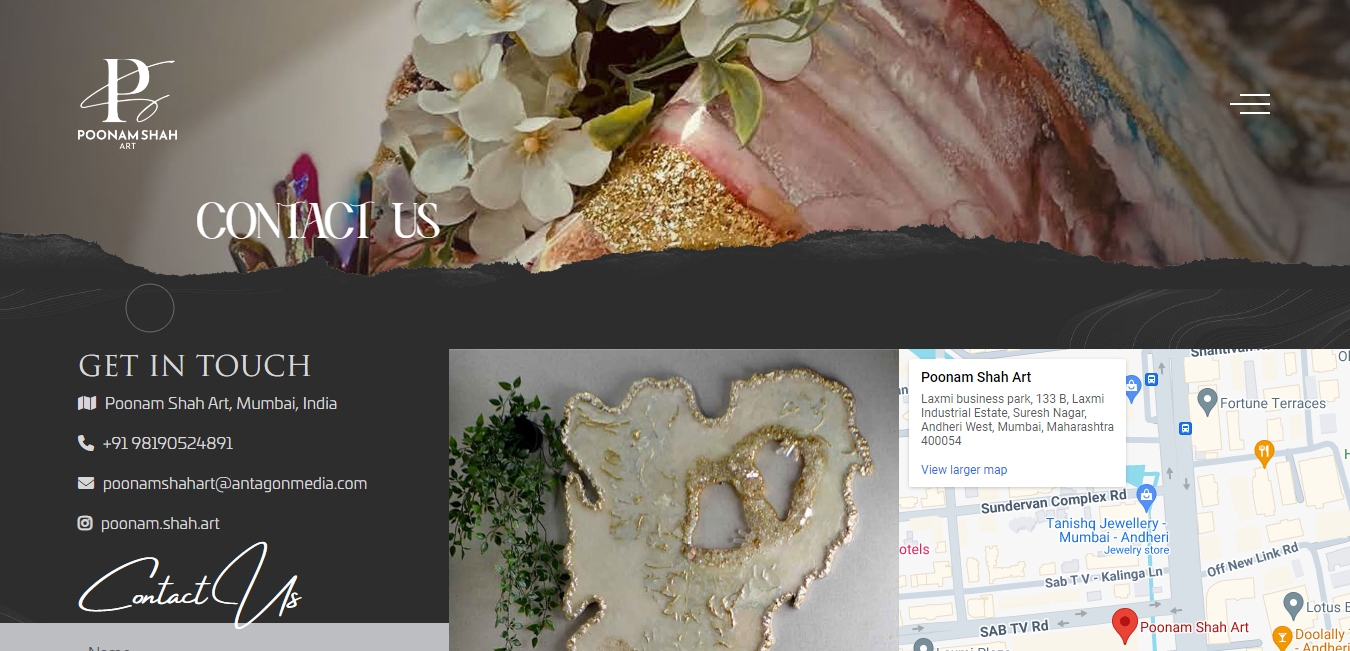 PS
POONAM SHAH
ART
CONTACT US
GET IN TOUCH
Poonam Shah Art, Mumbai, India
+91 98190524891
poonamshahart@antagonmedia.com
poonam.shah.art
Contact Us
Name
Poonam Shah Art
Laxmi business park, 133 B, Laxmi
Industrial Estate, Suresh Nagar,
Andheri West, Mumbai, Maharashtra
400054
View larger map
Fortune Terraces
Sundervan Complex Rd
Tanishq Jewellery -
Mumbai - Andheri
Jewelry store
otels
Off New Link Rd
Sab T V - Kalinga Ln
Lotus
SAB TV Rd
Poonam Shah Art
Doolally
- Andheri